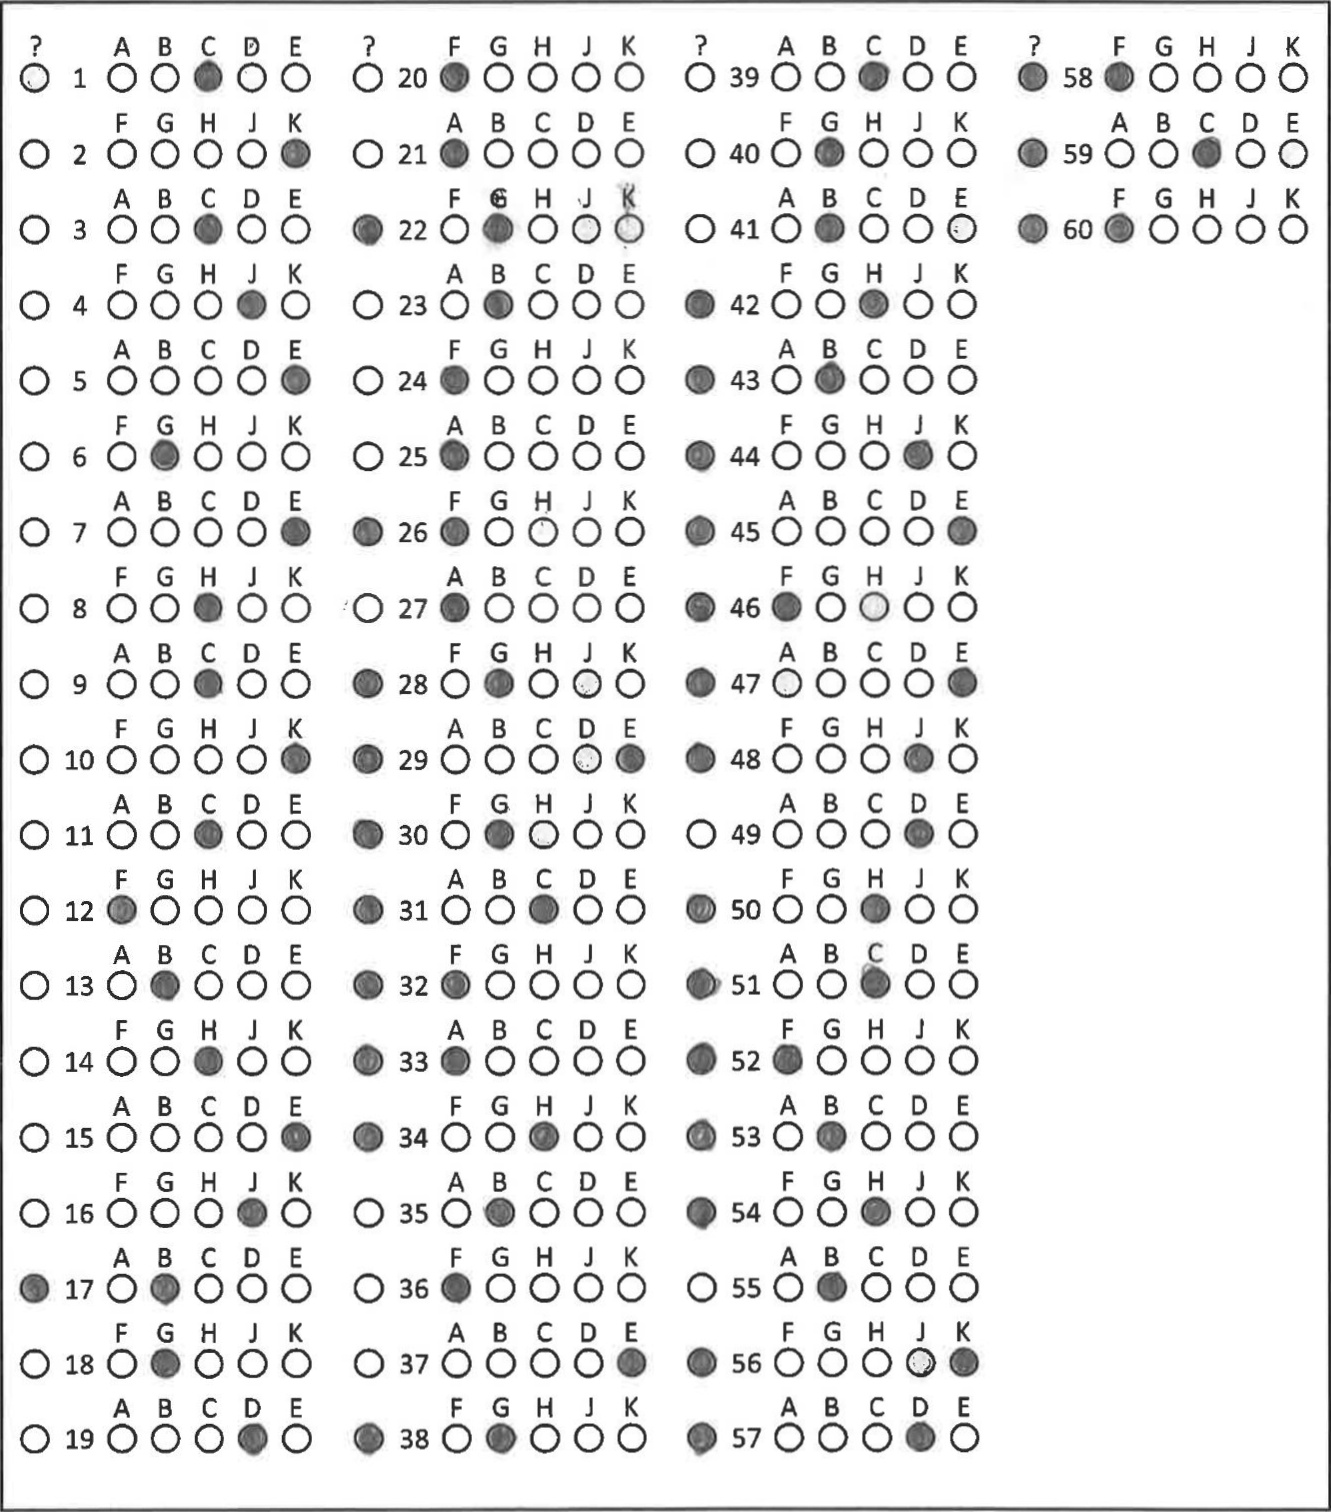 ? A B C D E ? F G H J K ? A B C D E ? F G H J K
1 20 39 58
F G H J K A B C D E F G H J K A B C D E
2 21 40 59
A B C D E F G H J K A B C D E F G H J K
3 22 41 60
F G H J K A B C D E F G H J K
4 23 42
A B C D E F G H J K A B C D E
5 24 43
F G H J K A B C D E F G H J K
6 25 44
A B C D E F G H J K A B C D E
7 26 45
F G H J K A B C D E F G H J K
8 27 46
A B C D E F G H J K A B C D E
9 28 47
F G H J K A B C D E F G H J K
10 29 48
A B C D E F G H J K A B C D E
11 30 49
F G H J K A B C D E F G H J K
12 31 50
A B C D E F G H J K A B C D E
13 32 51
F G H J K A B C D E F G H J K
14 33 52
A B C D E F G H J K A B C D E
15 34 53
F G H J K A B C D E F G H J K
16 35 54
A B C D E F G H J K A B C D E
17 36 55
F G H J K A B C D E F G H J K
18 37 56
A B C D E F G H J K A B C D E
19 38 57